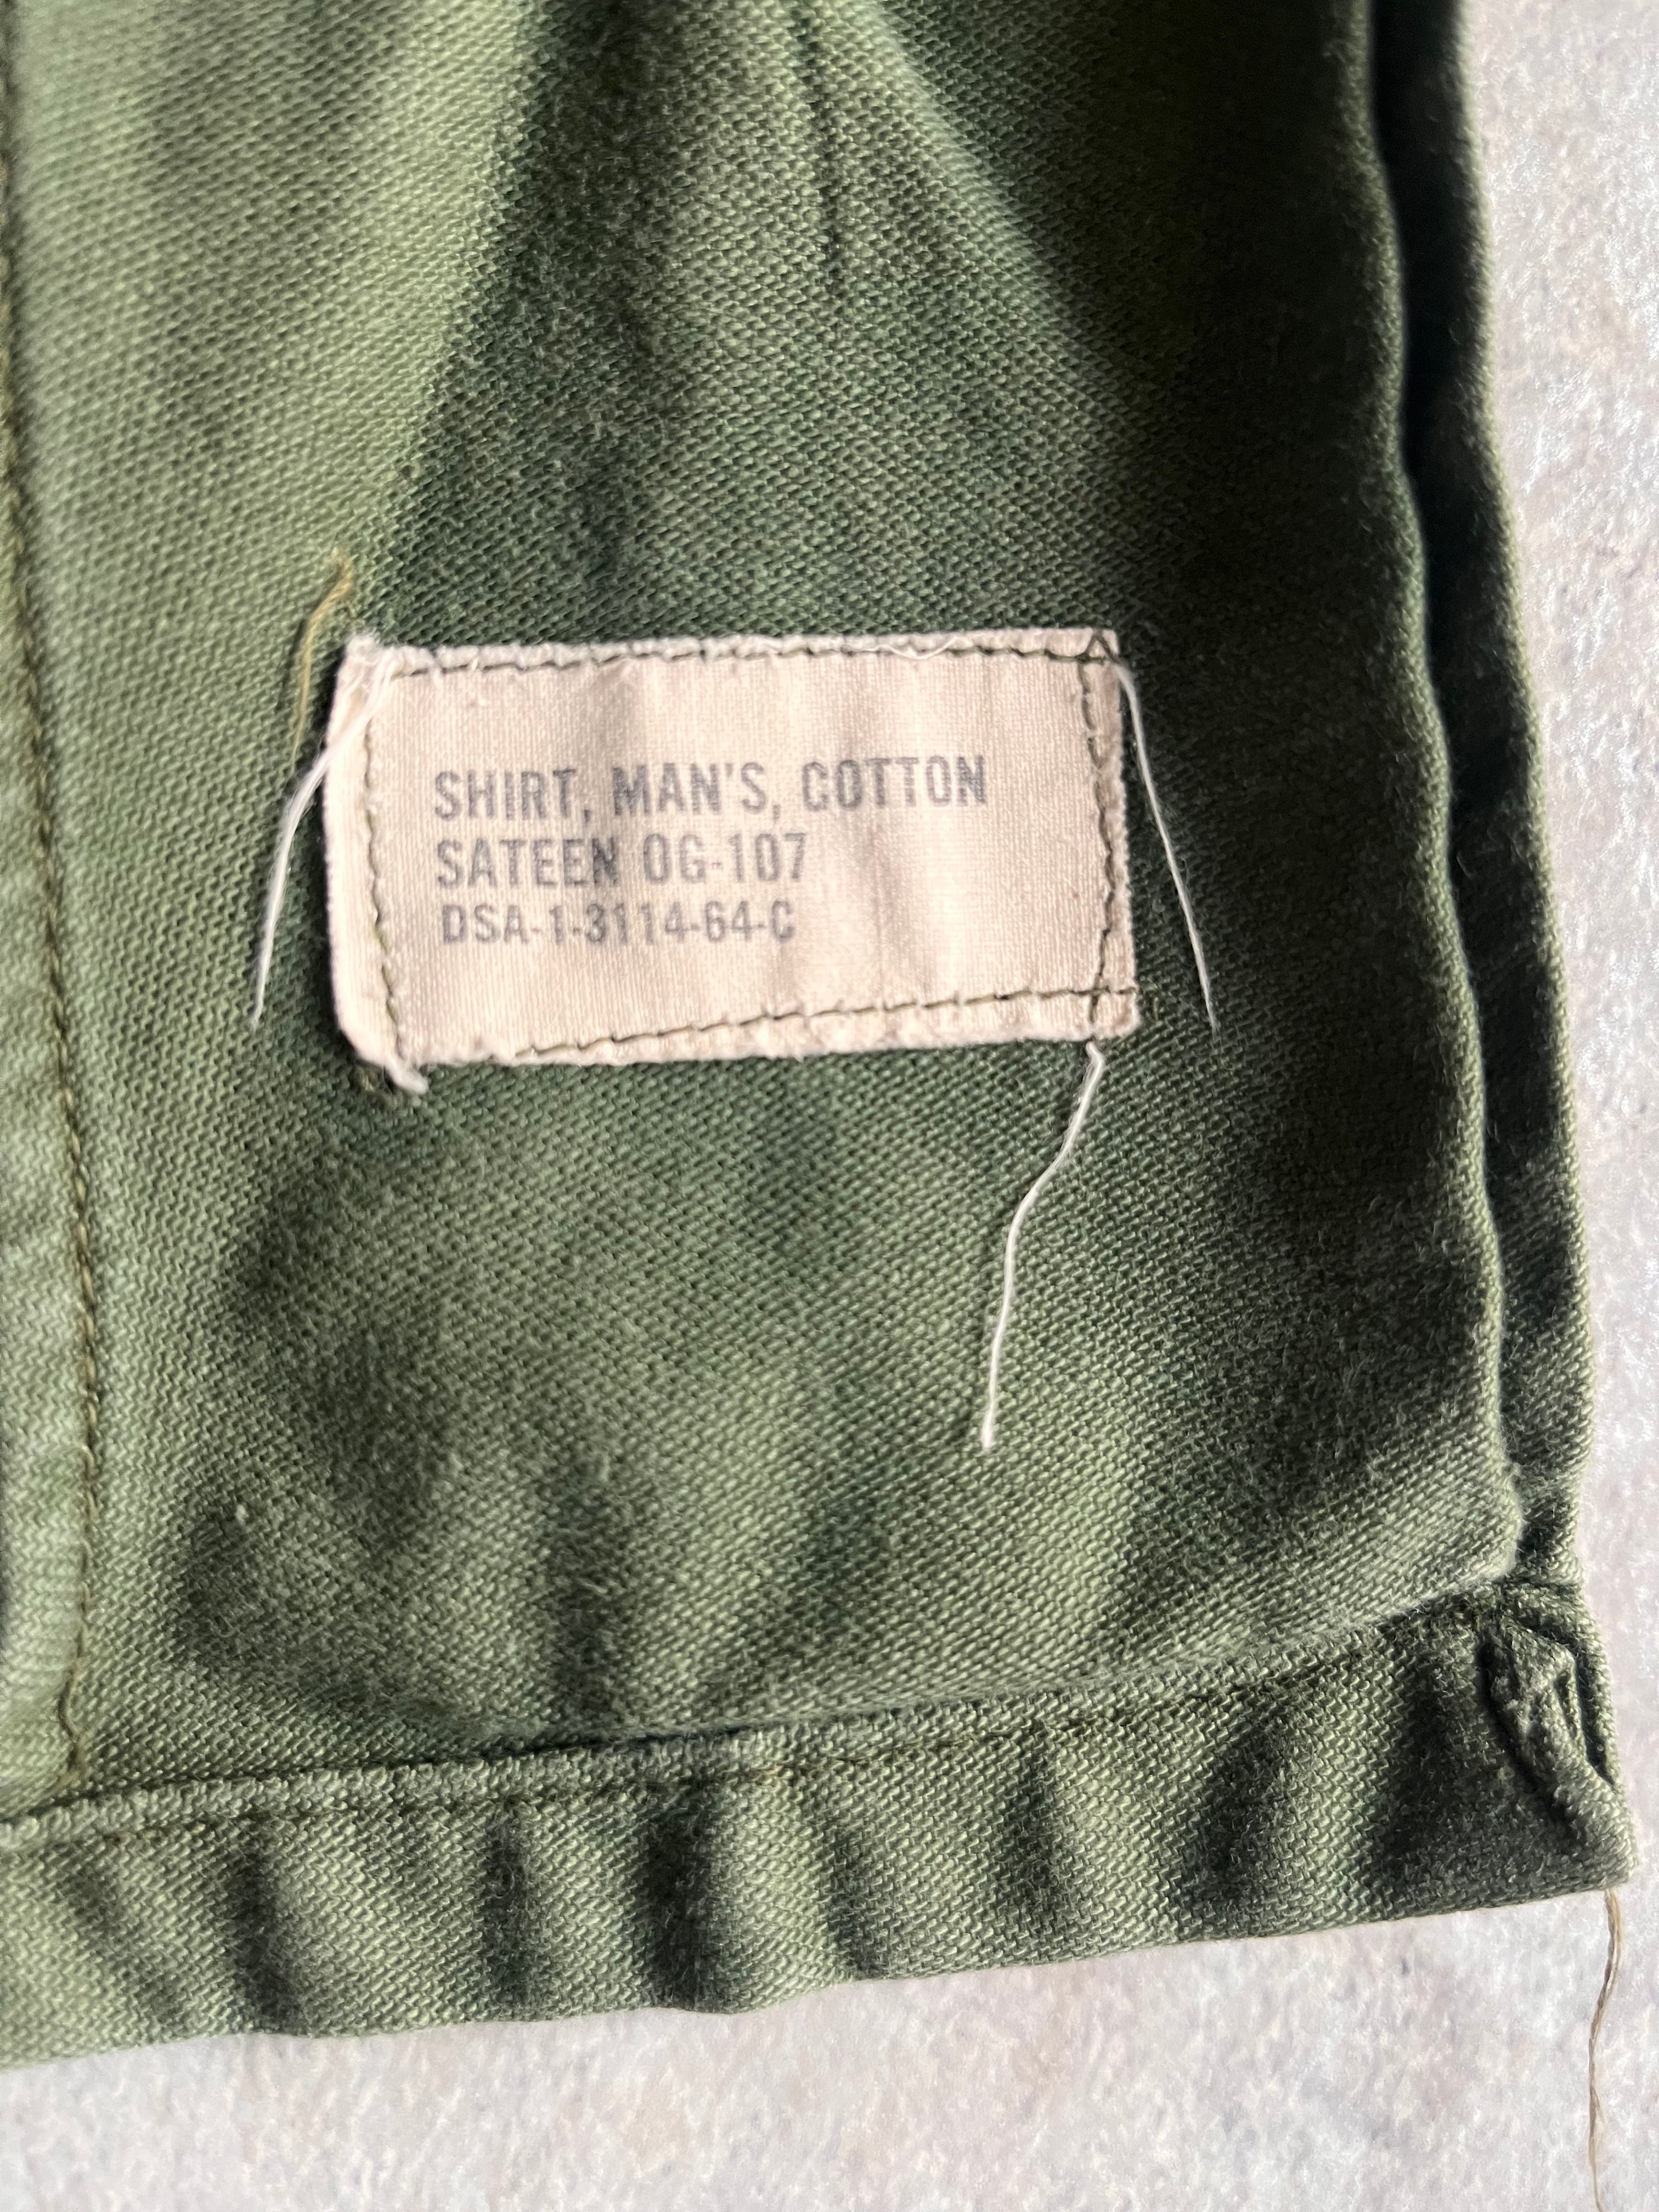 SHIRT, MAN'S, COTTON
SATEEN OG-107
DSA-1-3114-64-C